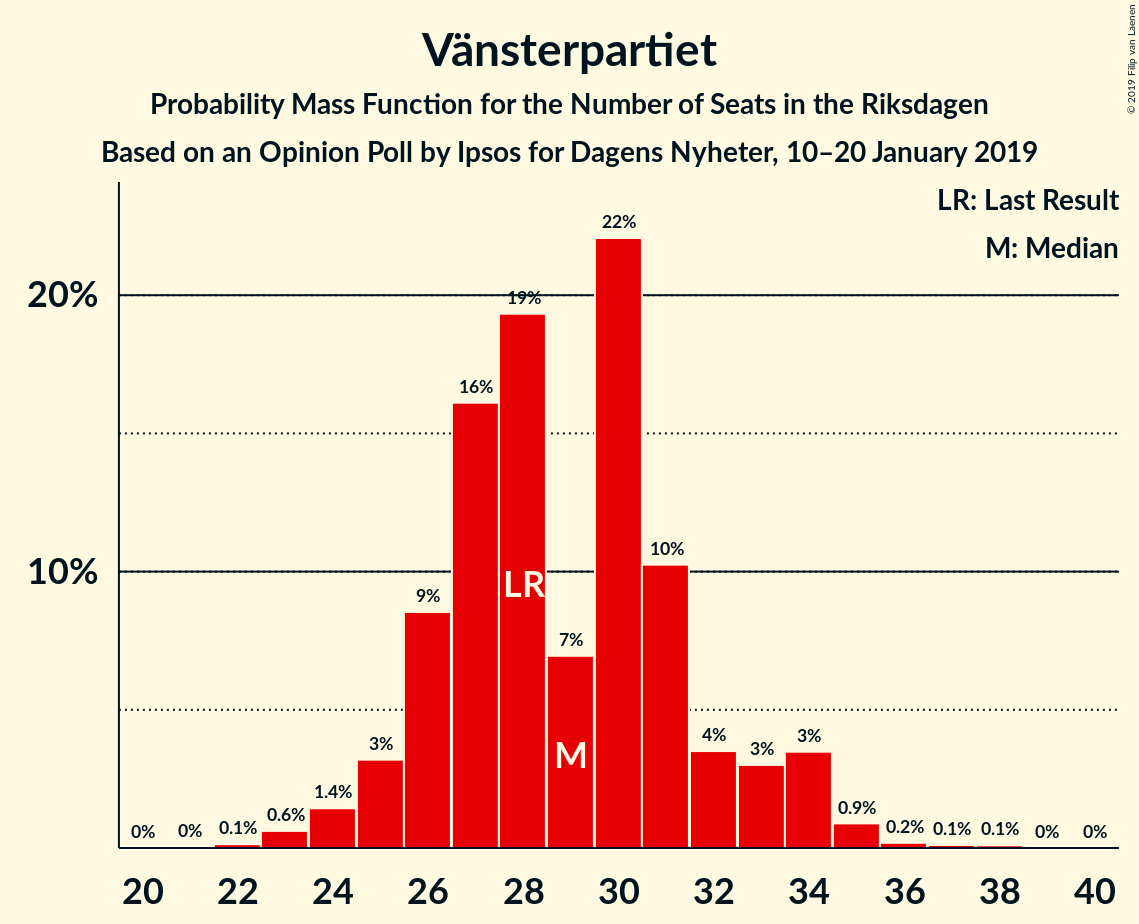 Vänsterpartiet
Probability Mass Function for the Number of Seats in the Riksdagen
Based on an Opinion Poll by Ipsos for Dagens Nyheter, 10–20 January 2019
© 2019 Filip van Laenen
LR: Last Result
M: Median
20%
10%
0%
0%
0.1%
0.6%
1.4%
3%
9%
16%
19%
7%
22%
10%
4%
3%
3%
0.9%
0.2%
0.1%
0.1%
0%
0%
LR
M
20 22 24 26 28 30 32 34 36 38 40